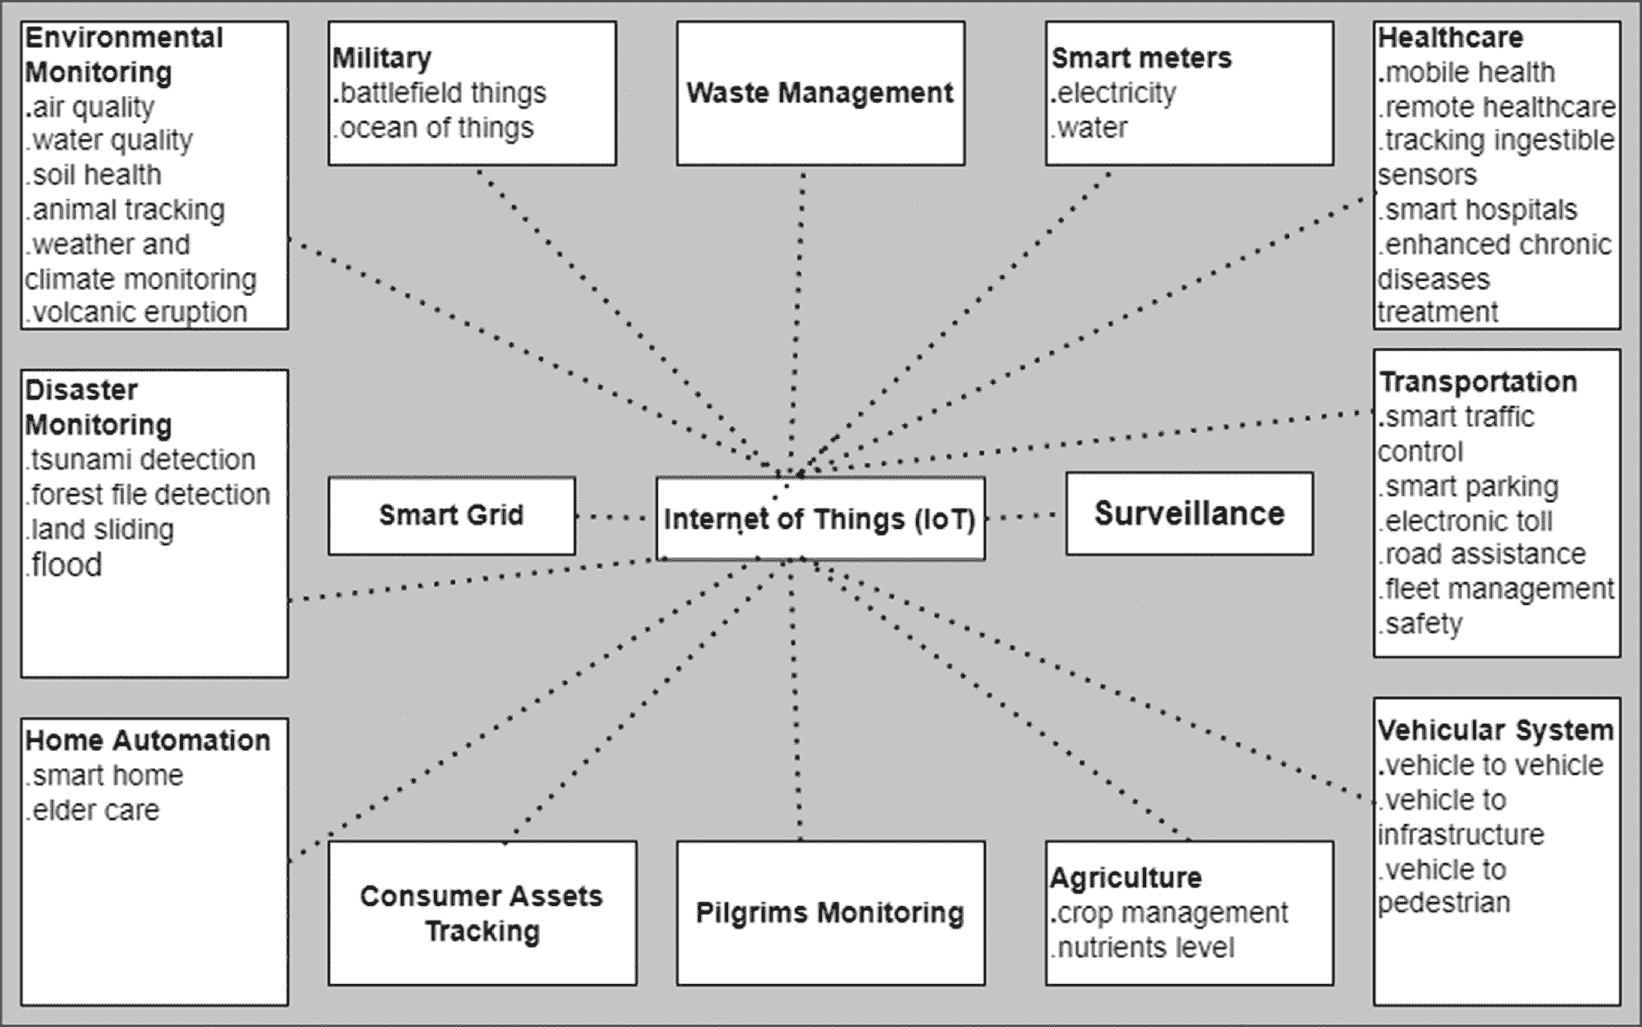 Environmental
Monitoring
.air quality
.water quality
.soil health
.animal tracking
.weather and
climate monitoring
.volcanic eruption
Military
.battlefield things
.ocean of things
Waste Management
Smart meters
.electricity
.water
Healthcare
.mobile health
.remote healthcare
.tracking ingestible
sensors
.smart hospitals
.enhanced chronic
diseases
treatment
Disaster
Monitoring
.tsunami detection
.forest file detection
.land sliding
.flood
Smart Grid
Internet of Things (IoT)
Surveillance
Transportation
.smart traffic
control
.smart parking
.electronic toll
.road assistance
.fleet management
.safety
Home Automation
.smart home
.elder care
Consumer Assets
Tracking
Pilgrims Monitoring
Agriculture
.crop management
.nutrients level
Vehicular System
.vehicle to vehicle
.vehicle to
infrastructure
.vehicle to
pedestrian